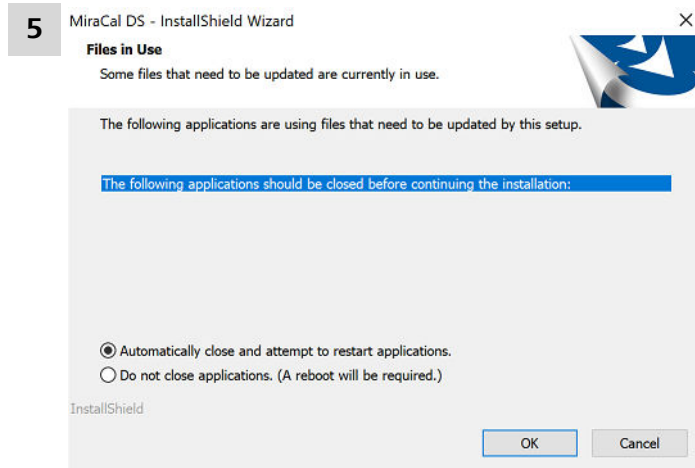 5
MiraCal DS - InstallShield Wizard
Files in Use
Some files that need to be updated are currently in use.
The following applications are using files that need to be updated by this setup.
The following applications should be closed before continuing the installation:
Automatically close and attempt to restart applications.
Do not close applications. (A reboot will be required.)
InstallShield
OK
Cancel